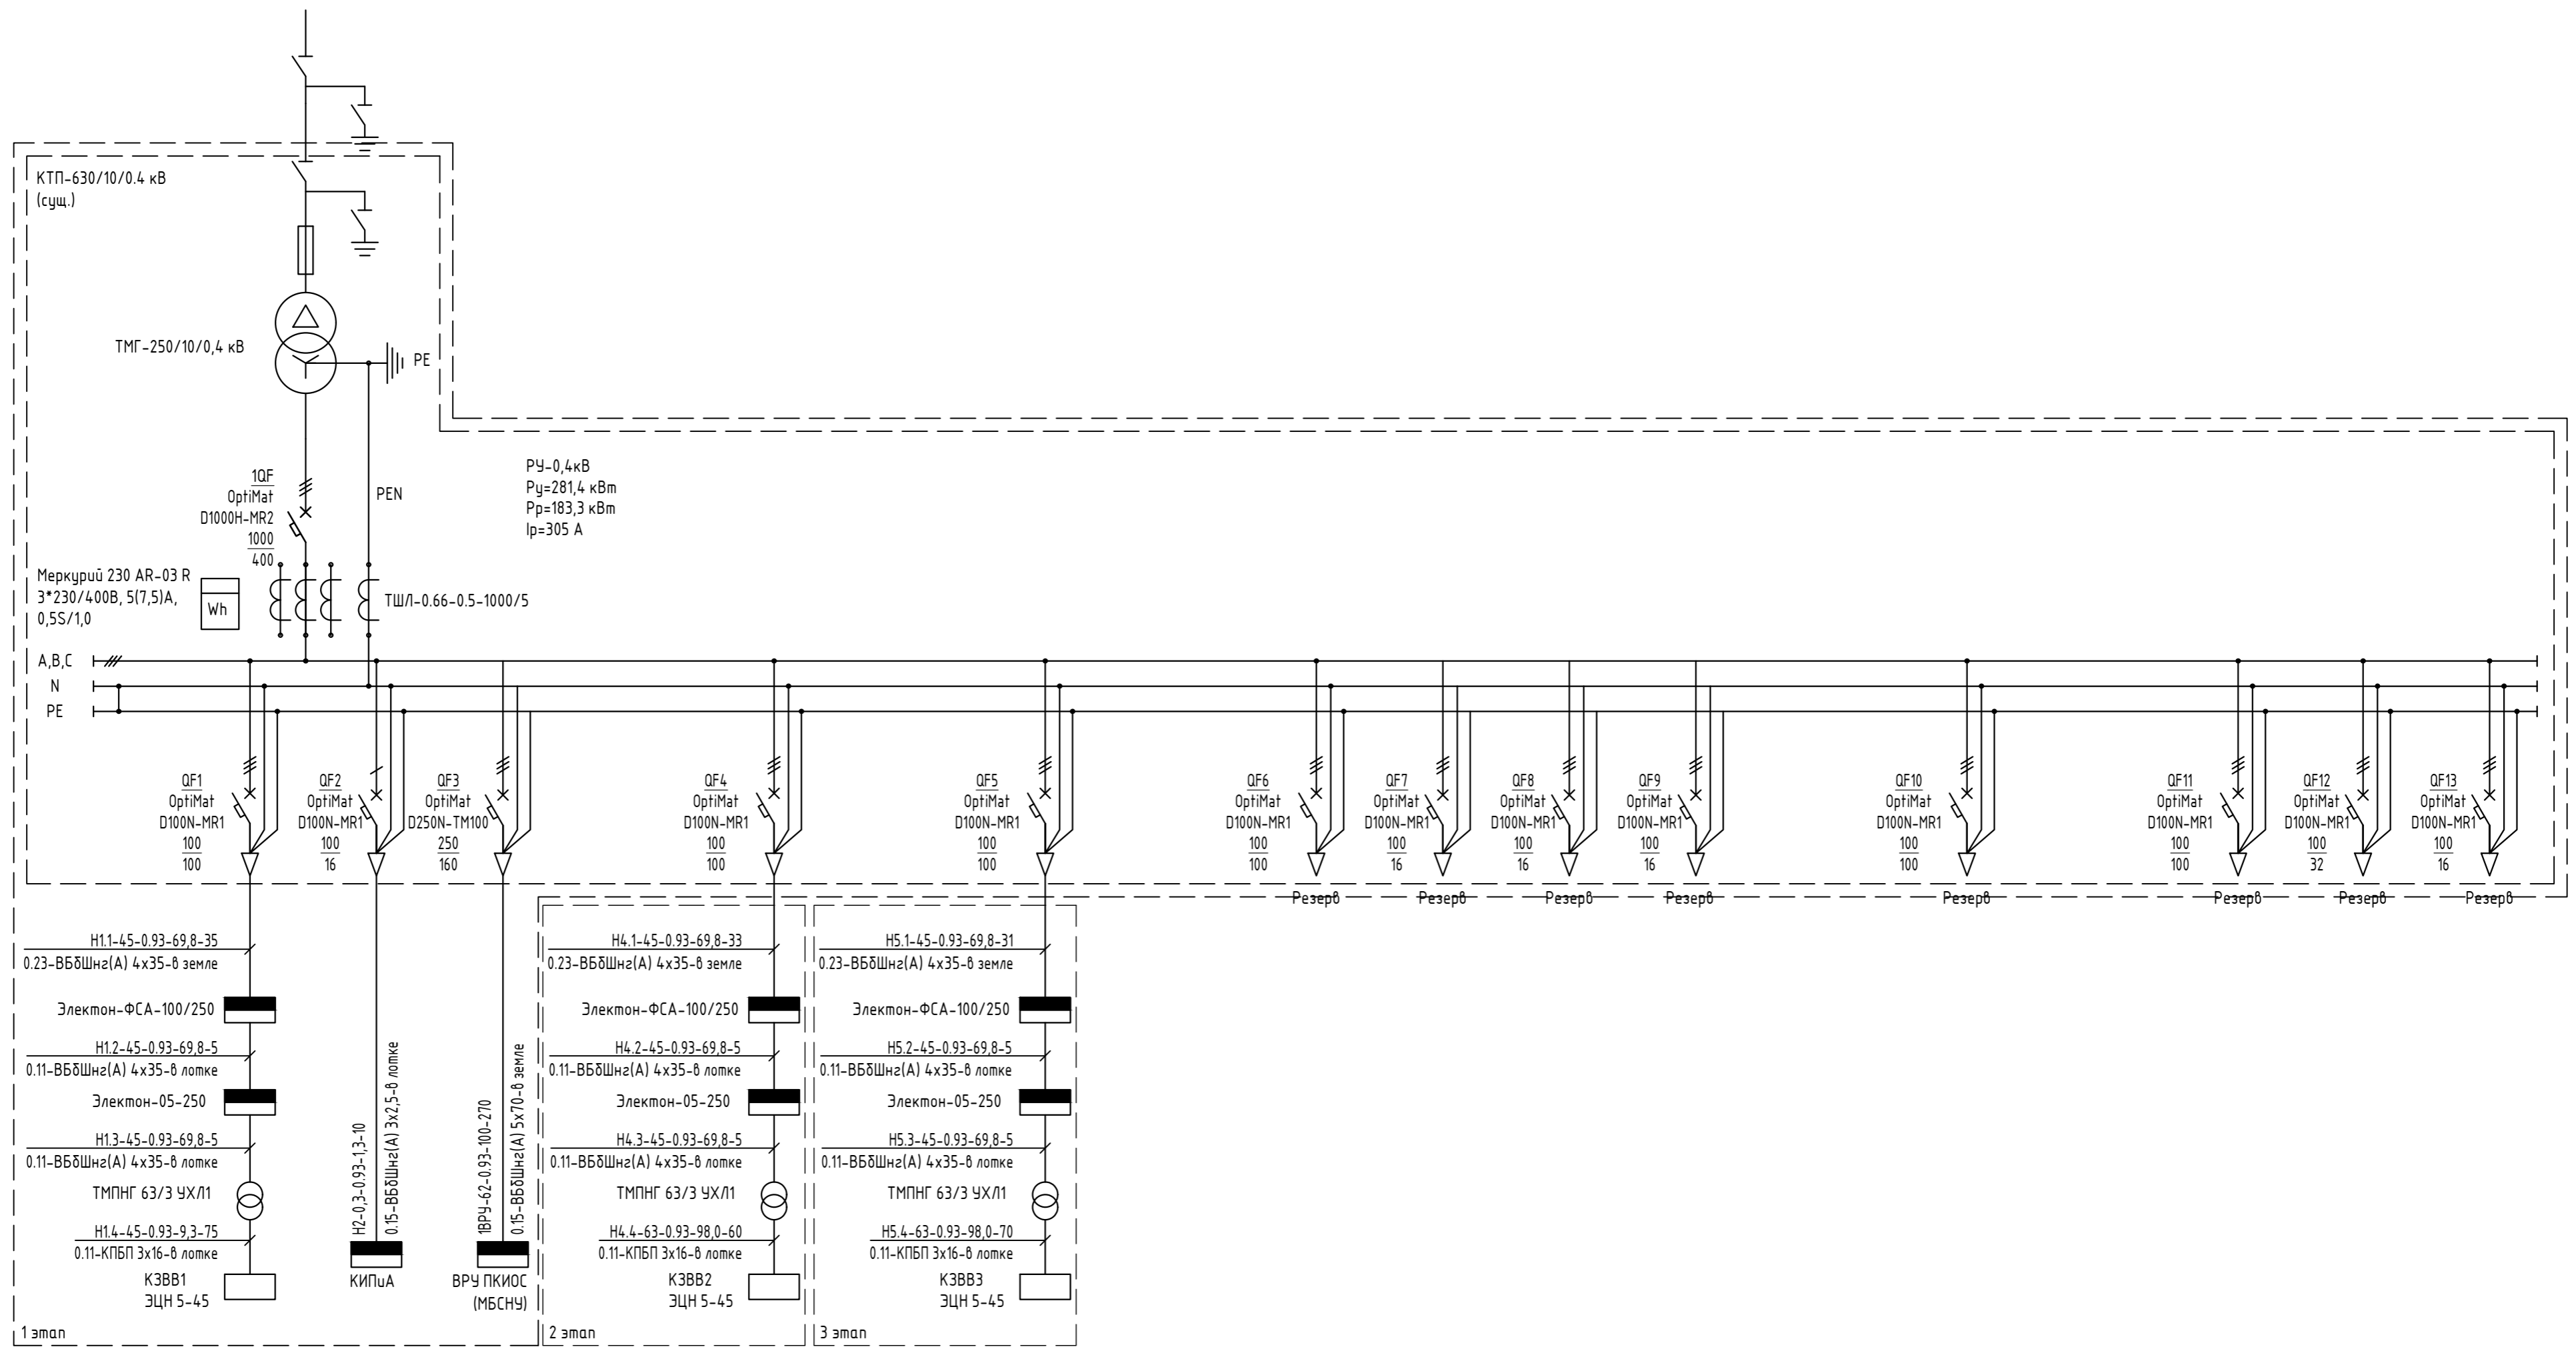 КТП-630/10/0.4 кВ
(сущ.)
ТМГ-250/10/0,4 кВ
PE
1QF
OptiMat
D1000H-MR2
1000
400
PEN
РУ-0,4кВ
Ру=281,4 кВт
Рр=183,3 кВт
Iр=305 А
Меркурий 230 AR-03 R
3*230/400В, 5(7,5)А,
0,5S/1,0
Wh
ТШЛ-0.66-0.5-1000/5
A,B,C
N
PE
QF1
OptiMat
D100N-MR1
100
100
QF2
OptiMat
D100N-MR1
100
16
QF3
OptiMat
D250N-TM100
250
160
QF4
OptiMat
D100N-MR1
100
100
QF5
OptiMat
D100N-MR1
100
100
QF6
OptiMat
D100N-MR1
100
100
Резерв
QF7
OptiMat
D100N-MR1
100
16
Резерв
QF8
OptiMat
D100N-MR1
100
16
Резерв
QF9
OptiMat
D100N-MR1
100
16
Резерв
QF10
OptiMat
D100N-MR1
100
100
Резерв
QF11
OptiMat
D100N-MR1
100
100
Резерв
QF12
OptiMat
D100N-MR1
100
32
Резерв
QF13
OptiMat
D100N-MR1
100
16
Резерв
Н1.1-45-0.93-69,8-35
0.23-ВБбШнг(А) 4х35-в земле
Электон-ФСА-100/250
Н1.2-45-0.93-69,8-5
0.11-ВБбШнг(А) 4х35-в лотке
Электон-05-250
Н1.3-45-0.93-69,8-5
0.11-ВБбШнг(А) 4х35-в лотке
ТМПНГ 63/3 УХЛ1
Н1.4-45-0.93-9,3-75
0.11-КПБП 3х16-в лотке
КЗВВ1
ЭЦН 5-45
Н2-0,3-0.93-1,3-10
0.15-ВБбШнг(А) 3х2,5-в лотке
КИПиА
1ВРУ-62-0.93-100-270
0.15-ВБбШнг(А) 5х70-в земле
ВРУ ПКИОС
(МБСНУ)
1 этап
Н4.1-45-0.93-69,8-33
0.23-ВБбШнг(А) 4х35-в земле
Электон-ФСА-100/250
Н4.2-45-0.93-69,8-5
0.11-ВБбШнг(А) 4х35-в лотке
Электон-05-250
Н4.3-45-0.93-69,8-5
0.11-ВБбШнг(А) 4х35-в лотке
ТМПНГ 63/3 УХЛ1
Н4.4-63-0.93-98,0-60
0.11-КПБП 3х16-в лотке
КЗВВ2
ЭЦН 5-45
2 этап
Н5.1-45-0.93-69,8-31
0.23-ВБбШнг(А) 4х35-в земле
Электон-ФСА-100/250
Н5.2-45-0.93-69,8-5
0.11-ВБбШнг(А) 4х35-в лотке
Электон-05-250
Н5.3-45-0.93-69,8-5
0.11-ВБбШнг(А) 4х35-в лотке
ТМПНГ 63/3 УХЛ1
Н5.4-63-0.93-98,0-70
0.11-КПБП 3х16-в лотке
КЗВВ3
ЭЦН 5-45
3 этап